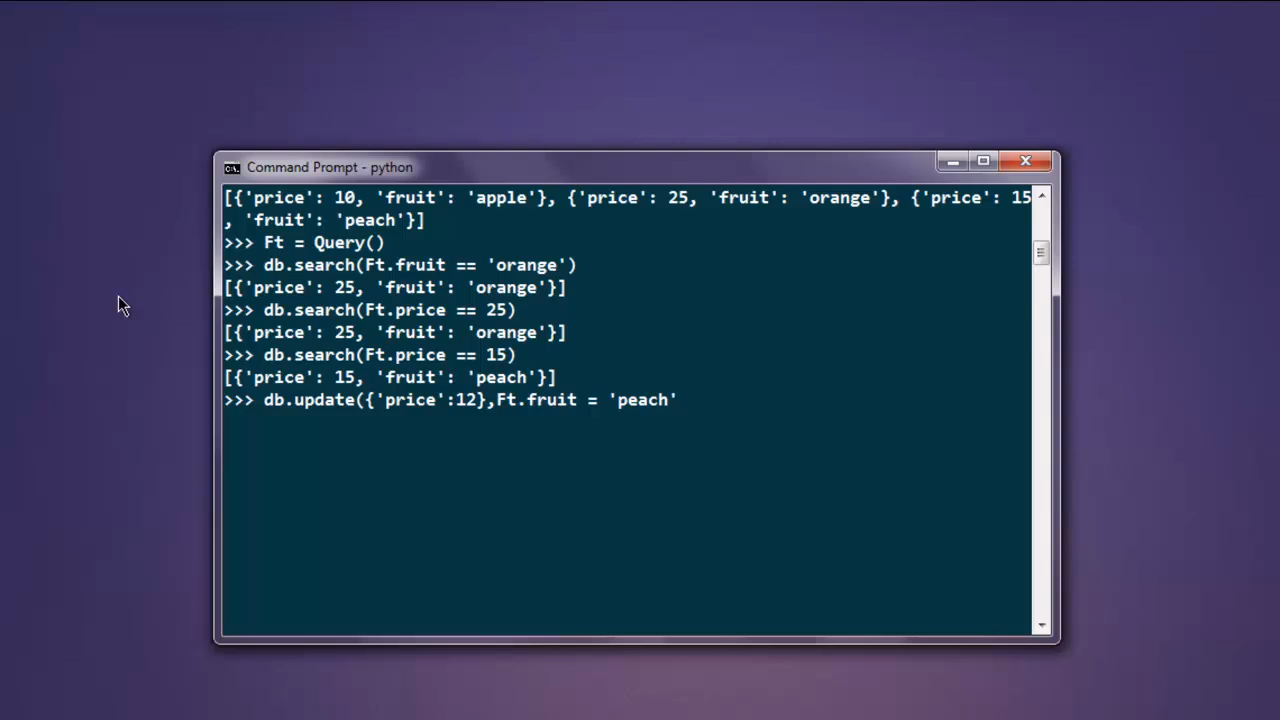 Command Prompt - python
[{'price': 10, 'fruit': 'apple'}, {'price': 25, 'fruit': 'orange'}, {'price': 15
, 'fruit': 'peach'}]
>>> Ft = Query()
>>> db.search(Ft.fruit == 'orange')
[{'price': 25, 'fruit': 'orange'}]
>>> db.search(Ft.price == 25)
[{'price': 25, 'fruit': 'orange'}]
>>> db.search(Ft.price == 15)
[{'price': 15, 'fruit': 'peach'}]
>>> db.update({'price':12},Ft.fruit = 'peach'